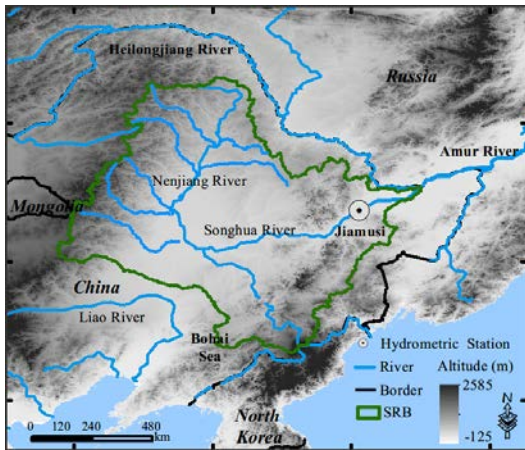 Heilongjiang River
Russia
Amur River
Nenjiang River
Mongolia
Songhua River
Jiamusi
China
Liao River
Bohai
Sea
Hydrometric Station
River
Altitude (m)
Border
2585
SRB
-125
N
North
Korea
0 120 240 480
km